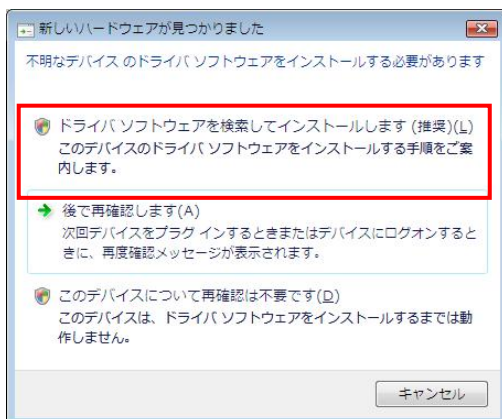 新しいハードウェアが見つかりました
不明なデバイス のドライバ ソフトウェアをインストールする必要があります
ドライバ ソフトウェアを検索してインストールします (推奨)(L)
このデバイスのドライバ ソフトウェアをインストールする手順をご案
内します。
後で再確認します(A)
次回デバイスをプラグ インするときまたはデバイスにログオンすると
きに、再度確認メッセージが表示されます。
このデバイスについて再確認は不要です(D)
このデバイスは、ドライバ ソフトウェアをインストールするまでは動
作しません。
キャンセル